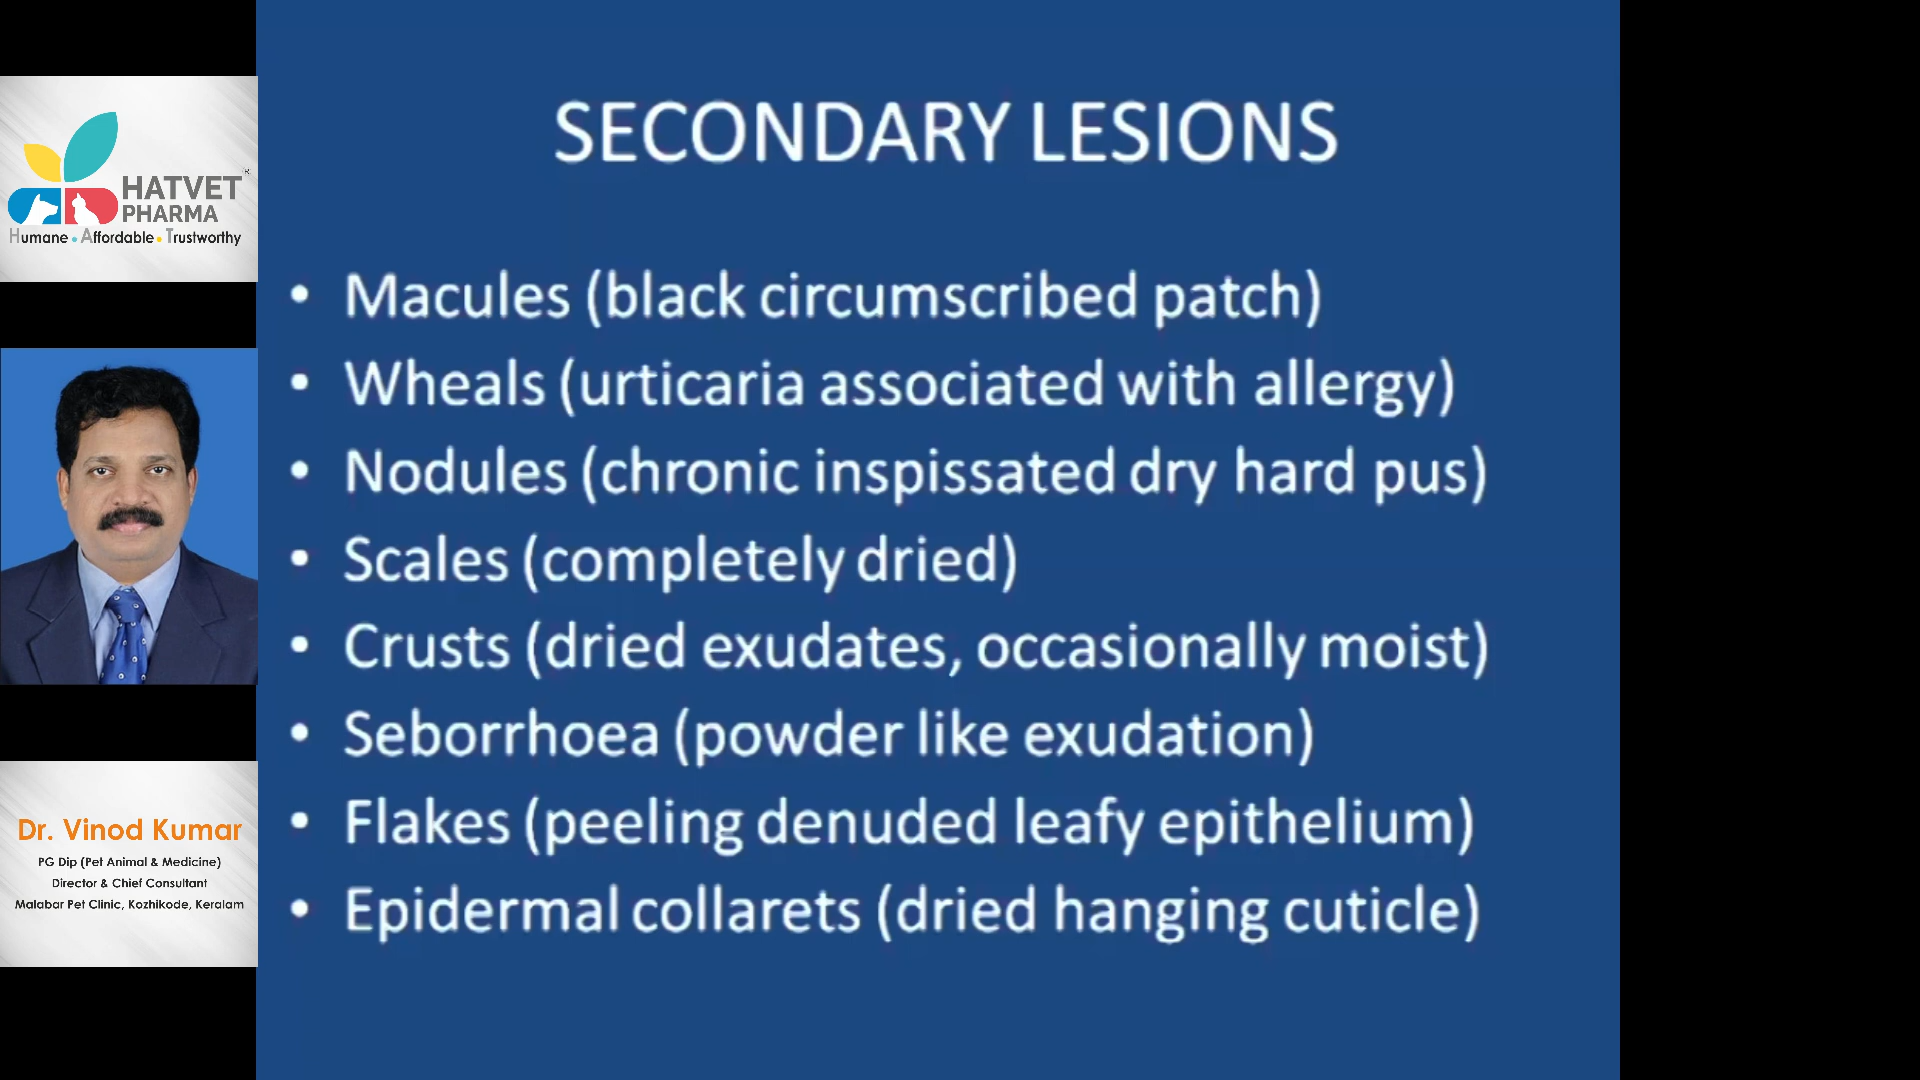 HATVET®
PHARMA
Humane • Affordable • Trustworthy
Dr. Vinod Kumar
PG Dip (Pet Animal & Medicine)
Director & Chief Consultant
Malabar Pet Clinic, Kozhikode, Keralam
SECONDARY LESIONS
• Macules (black circumscribed patch)
• Wheals (urticaria associated with allergy)
• Nodules (chronic inspissated dry hard pus)
• Scales (completely dried)
• Crusts (dried exudates, occasionally moist)
• Seborrhoea (powder like exudation)
• Flakes (peeling denuded leafy epithelium)
• Epidermal collarets (dried hanging cuticle)